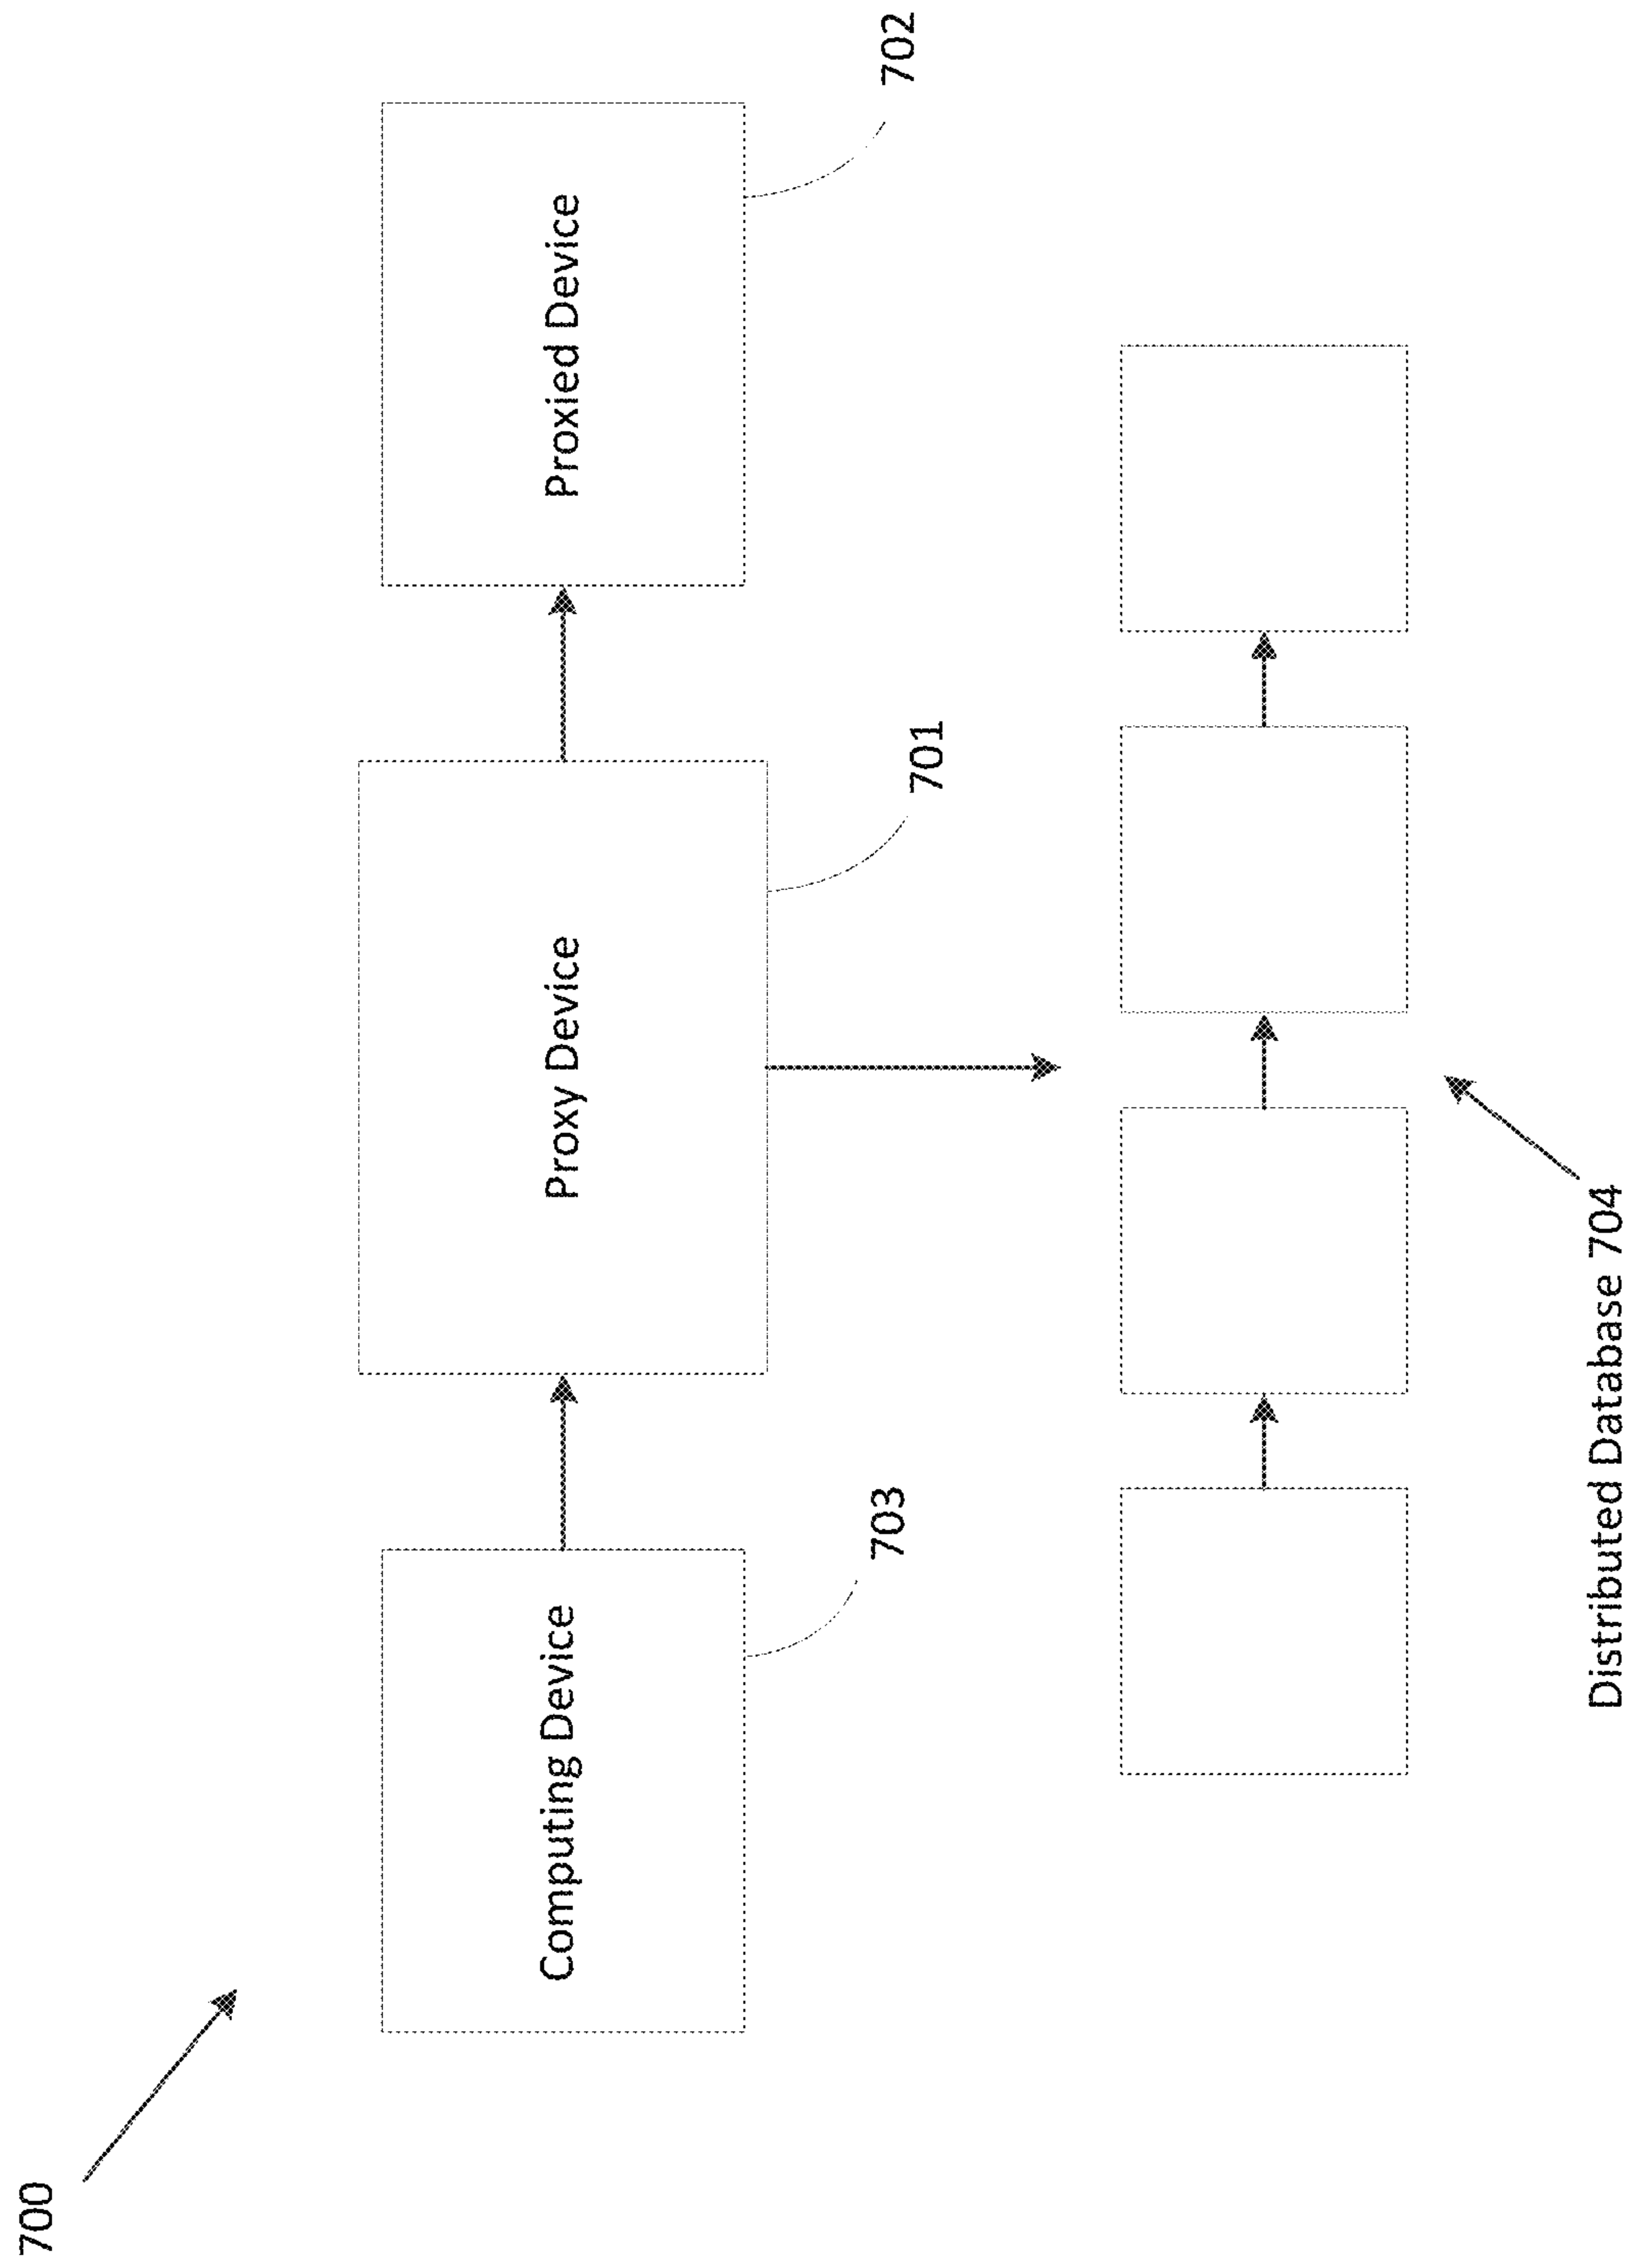 700
Computing Device
Proxy Device
Proxied Device
703
701
702
Distributed Database 704